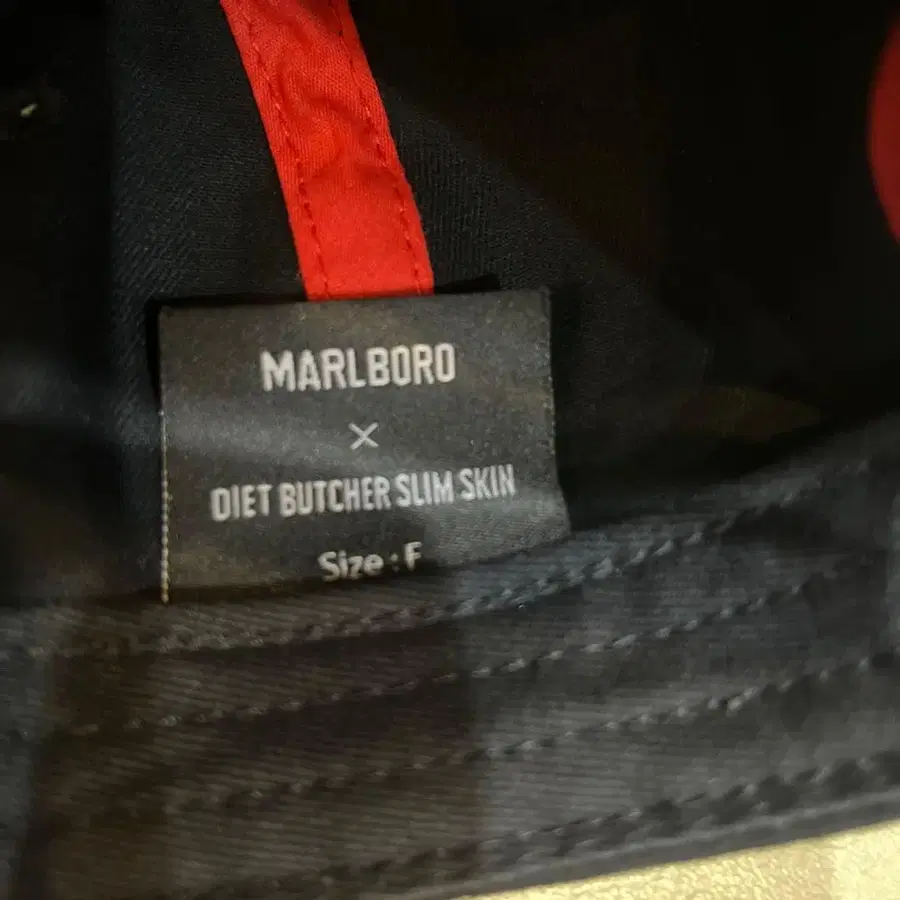 MARLBORO
×
DIET BUTCHER SLIM SKIN
Size : F